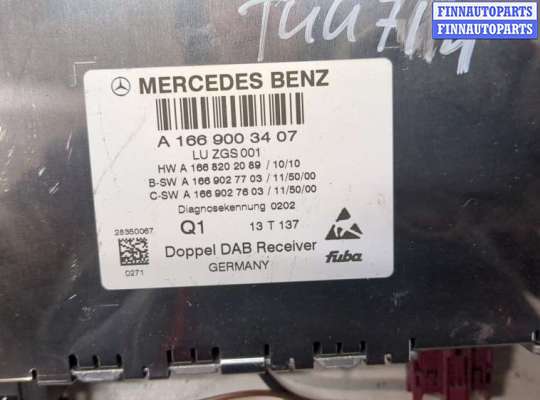 FINNAUTOPARTS
FINNAUTOPARTS
FINNAUTOPARTS
MERCEDES BENZ
A 166 900 34 07
LU ZGS 001
HW A 166 820 20 89 / 10/10
B-SW A 166 902 77 03 / 11/50/00
C-SW A 166 902 76 03 / 11/50/00
Diagnosekennung 0202
28350067
Q1
13 T 137
0271
Doppel DAB Receiver
GERMANY
fuba